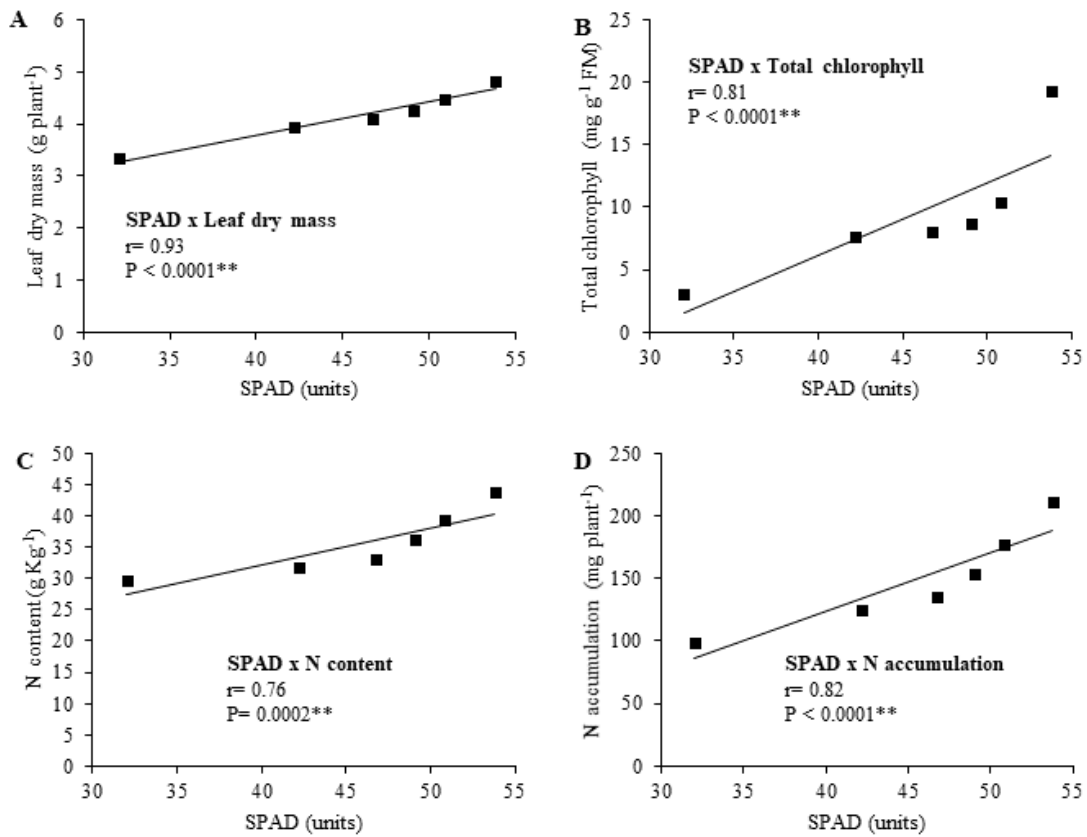 A
Leaf dry mass (g plant-1)
6
5
4
3
2
1
0
SPAD x Leaf dry mass
r= 0.93
P < 0.0001**
30 35 40 45 50 55
SPAD (units)
B
Total chlorophyll (mg g-1 FM)
25
20
15
10
5
0
SPAD x Total chlorophyll
r= 0.81
P < 0.0001**
30 35 40 45 50 55
SPAD (units)
C
N content (g Kg-1)
50
45
40
35
30
25
20
15
10
5
0
SPAD x N content
r= 0.76
P= 0.0002**
30 35 40 45 50 55
SPAD (units)
D
N accumulation (mg plant-1)
250
200
150
100
50
0
SPAD x N accumulation
r= 0.82
P < 0.0001**
30 35 40 45 50 55
SPAD (units)